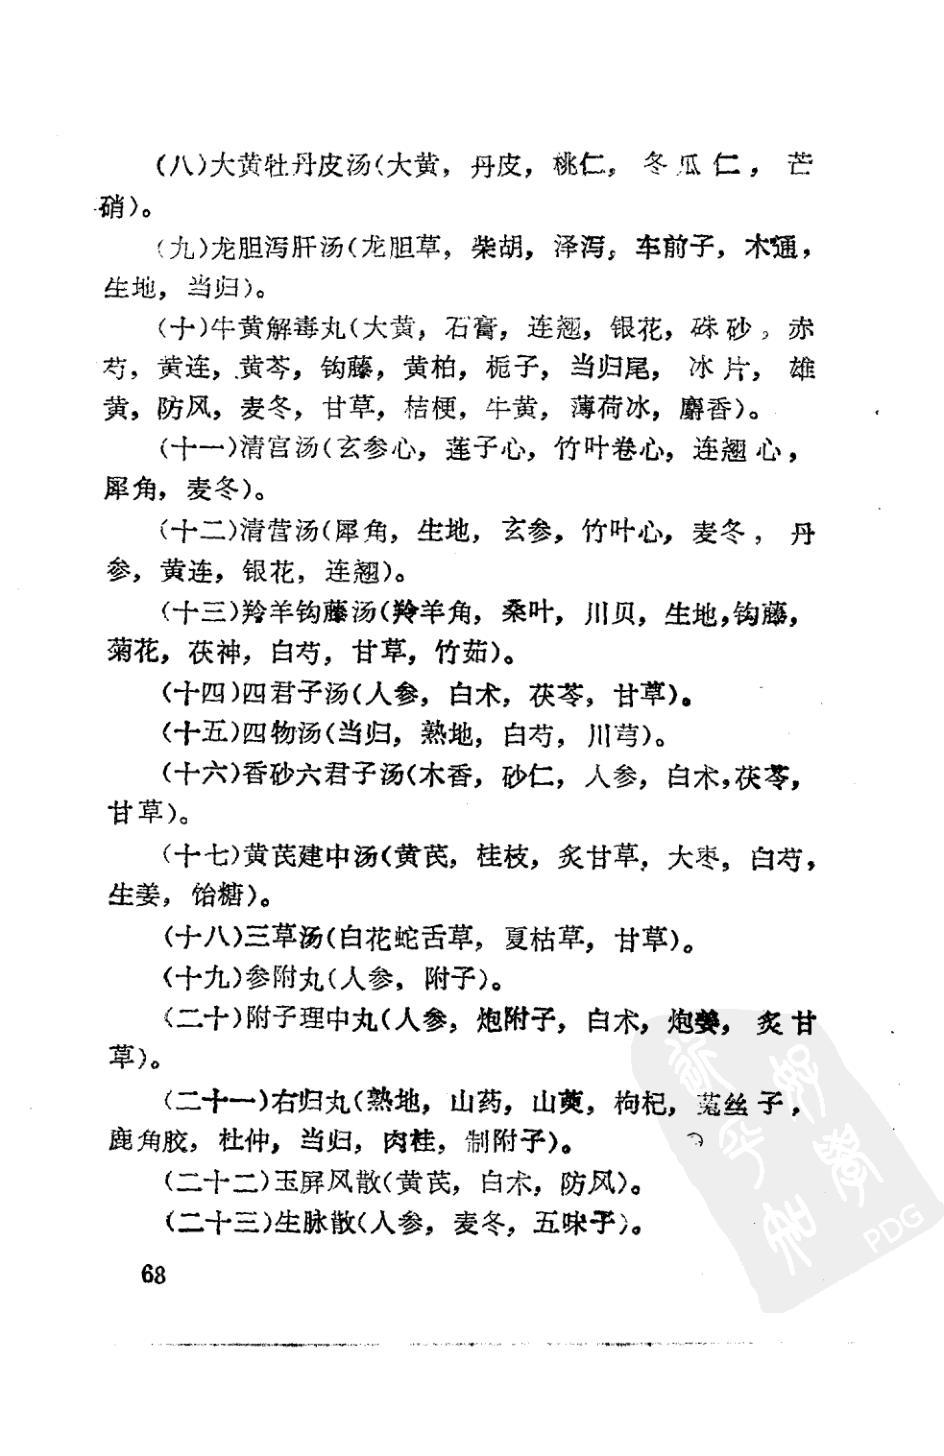 (八)大黄牡丹皮汤(大黄，丹皮，桃仁，冬瓜仁，芒
硝)。
(九)龙胆泻肝汤(龙胆草，柴胡，泽泻，车前子，木通，
生地，当归)。
(十)牛黄解毒丸(大黄，石膏，连翘，银花，硃砂，赤
芍，黄连，黄芩，钩藤，黄柏，栀子，当归尾，冰片，雄
黄，防风，麦冬，甘草，桔梗，牛黄，薄荷冰，麝香)。
(十一)清宫汤(玄参心，莲子心，竹叶卷心，连翘心，
犀角，麦冬)。
(十二)清营汤(犀角，生地，玄参，竹叶心，麦冬，丹
参，黄连，银花，连翘)。
(十三)羚羊钩藤汤(羚羊角，桑叶，川贝，生地，钩藤，
菊花，茯神，白芍，甘草，竹茹)。
(十四)四君子汤(人参，白术，茯苓，甘草)。
(十五)四物汤(当归，熟地，白芍，川芎)。
(十六)香砂六君子汤(木香，砂仁，人参，白术，茯苓，
甘草)。
(十七)黄芪建中汤(黄芪，桂枝，炙甘草，大枣，白芍，
生姜，饴糖)。
(十八)三草汤(白花蛇舌草，夏枯草，甘草)。
(十九)参附丸(人参，附子)。
(二十)附子理中丸(人参，炮附子，白术，炮姜，炙甘
草)。
(二十一)右归丸(熟地，山药，山萸，枸杞，菟丝子，
鹿角胶，杜仲，当归，肉桂，制附子)。
(二十二)玉屏风散(黄芪，白术，防风)。
(二十三)生脉散(人参，麦冬，五味子)。
PDG
68